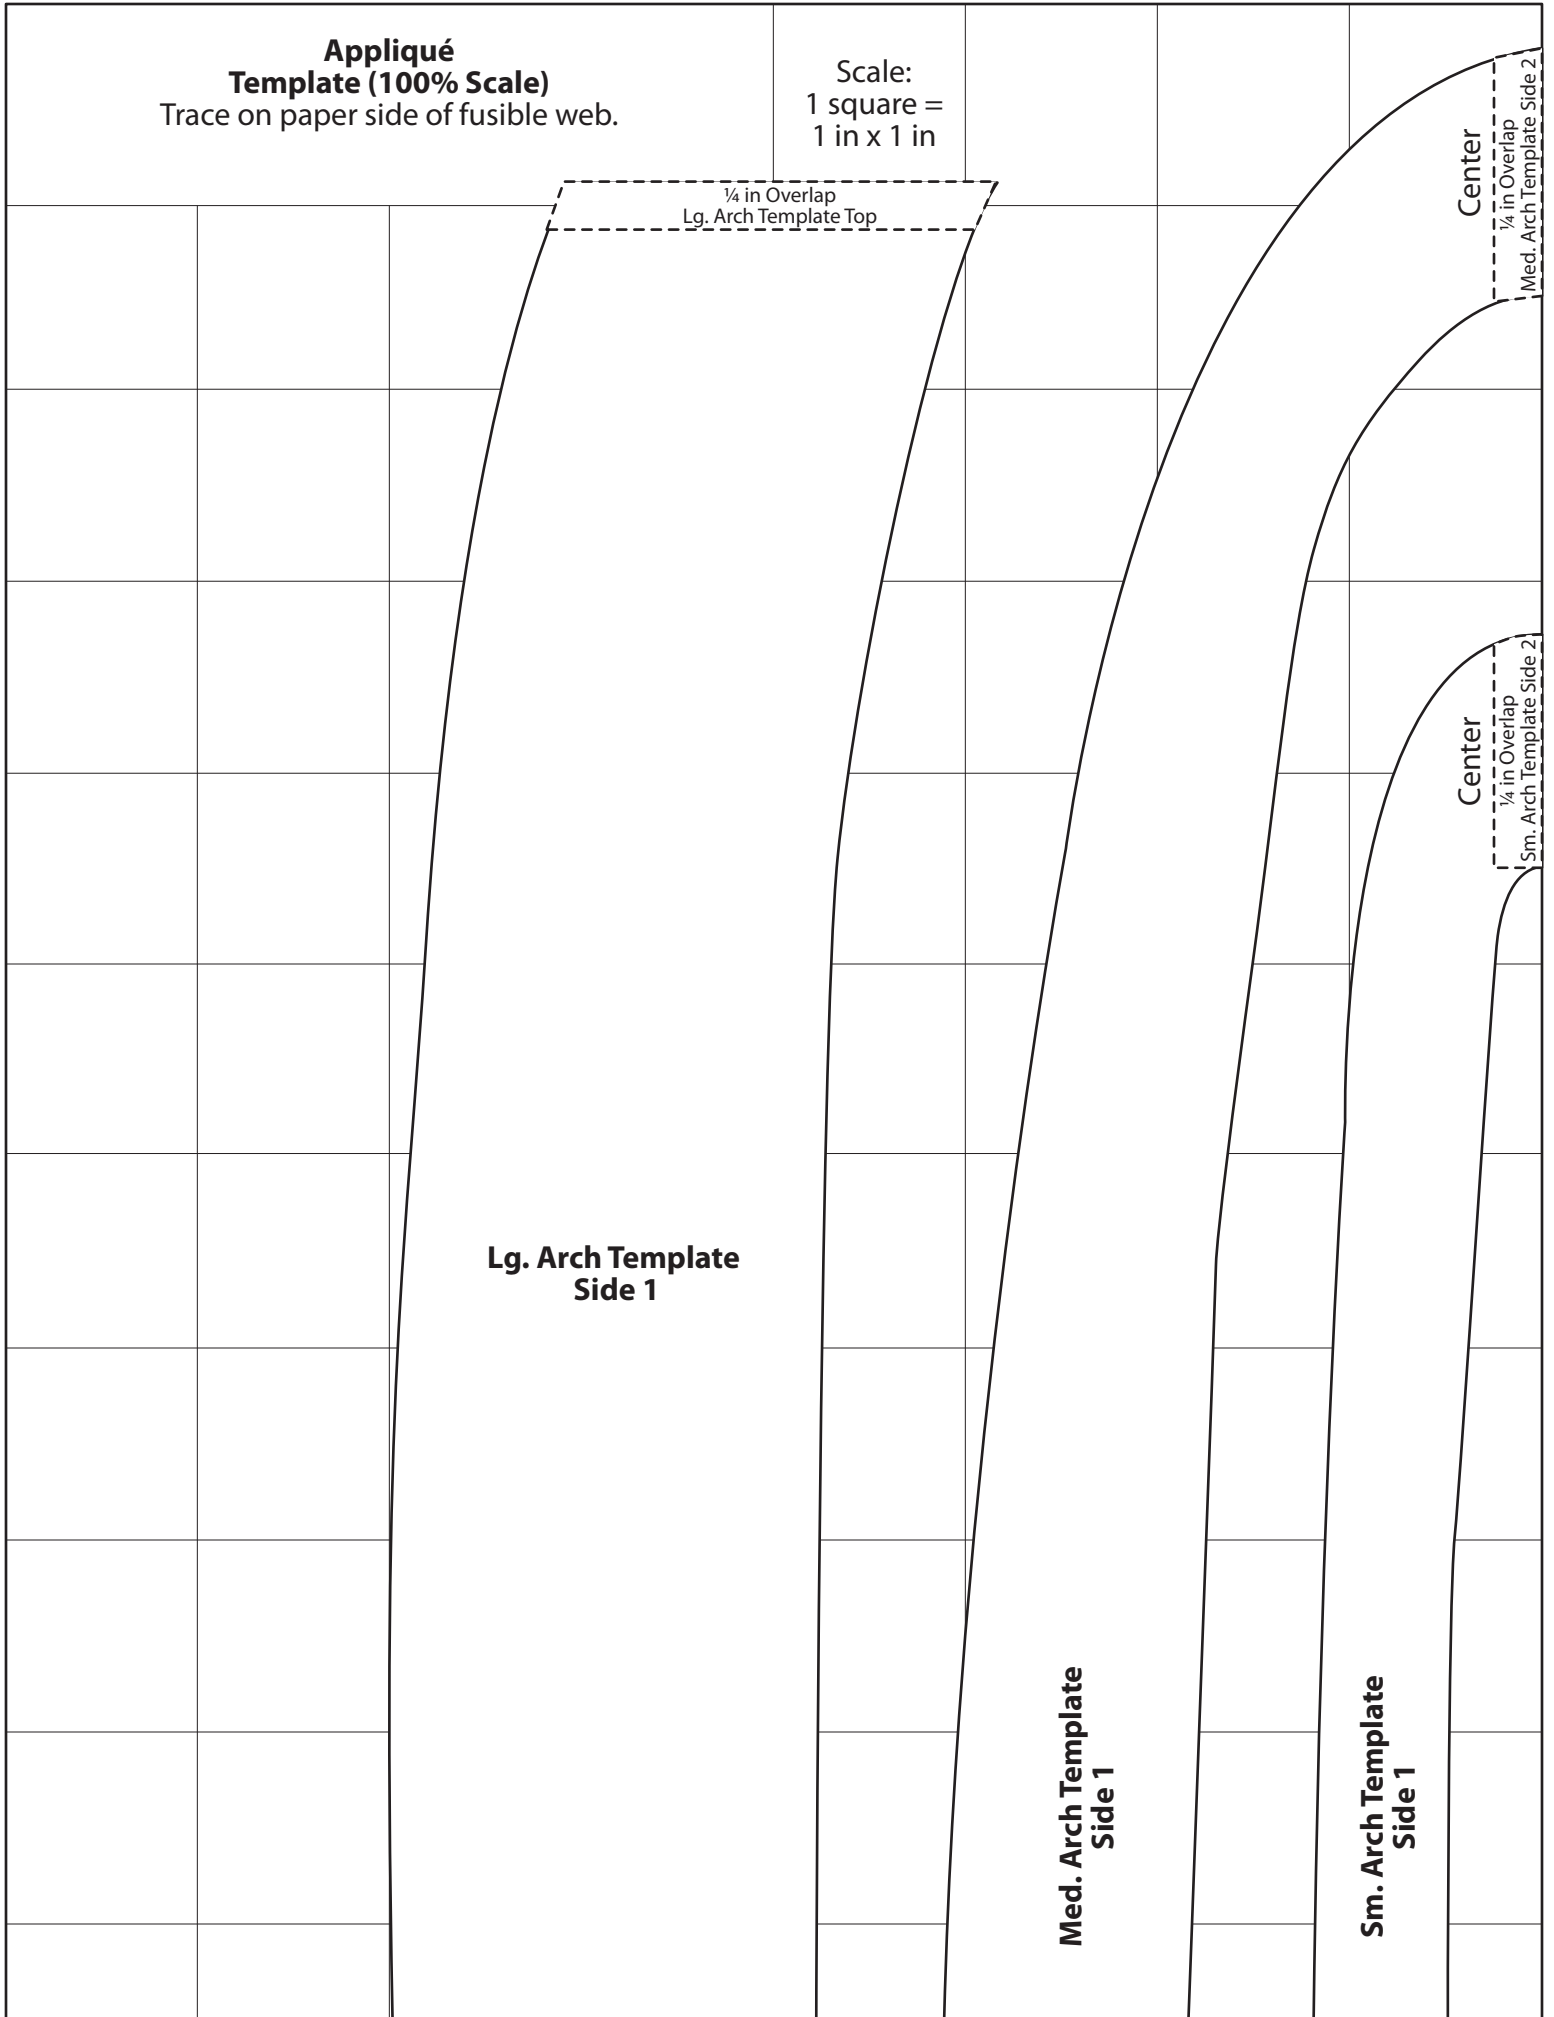 Appliqué
Template (100% Scale)
Trace on paper side of fusible web.
Scale:
1 square =
1 in x 1 in
¼ in Overlap
Lg. Arch Template Top
Center
¼ in Overlap
Med. Arch Template Side 2
Center
¼ in Overlap
Sm. Arch Template Side 2
Lg. Arch Template
Side 1
Med. Arch Template
Side 1
Sm. Arch Template
Side 1